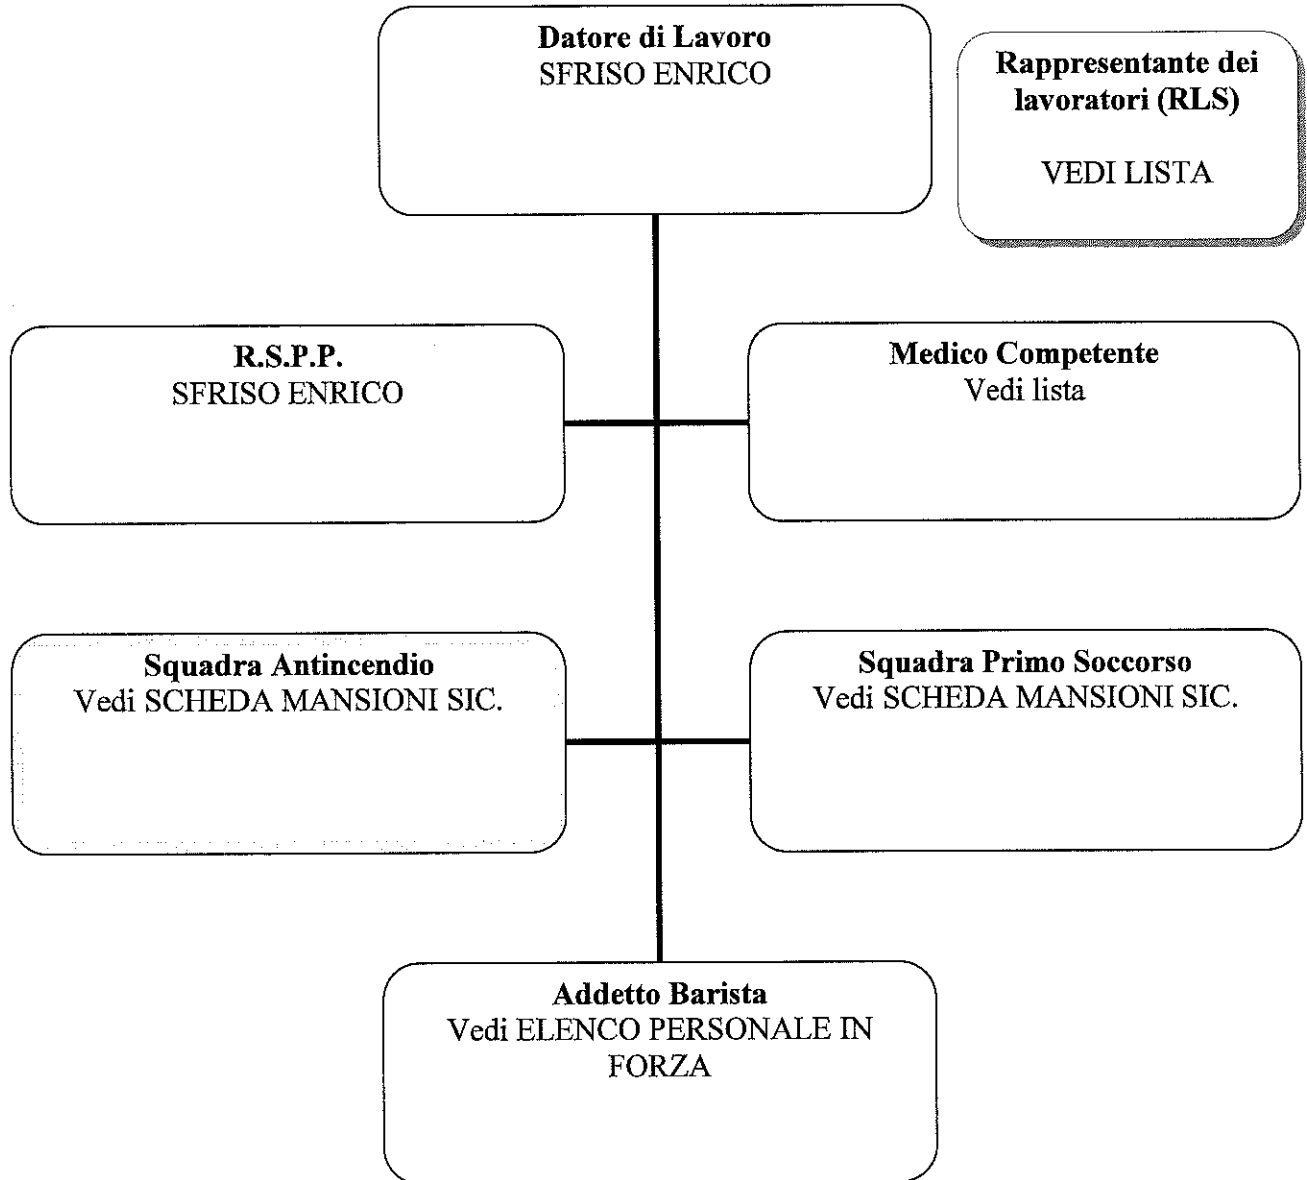 Datore di Lavoro
SFRISO ENRICO
Rappresentante dei
lavoratori (RLS)
VEDI LISTA
R.S.P.P.
SFRISO ENRICO
Medico Competente
Vedi lista
Squadra Antincendio
Vedi SCHEDA MANSIONI SIC.
Squadra Primo Soccorso
Vedi SCHEDA MANSIONI SIC.
Addetto Barista
Vedi ELENCO PERSONALE IN
FORZA